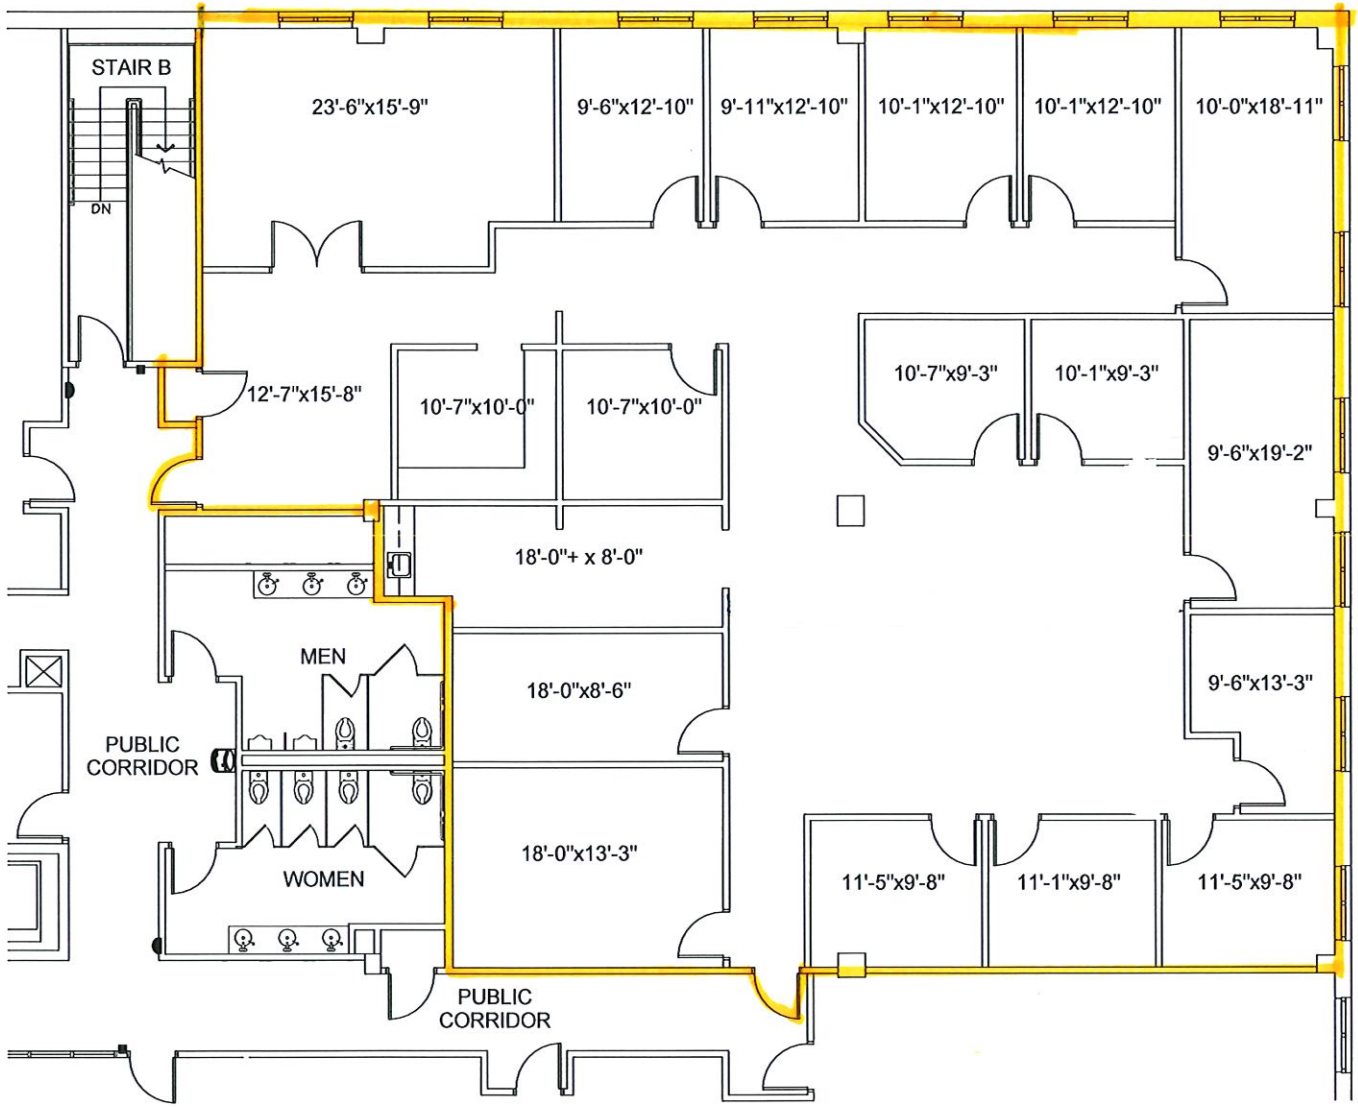 STAIR B
23'-6"x15'-9"
9'-6"x12'-10"
9'-11"x12'-10"
10'-1"x12'-10"
10'-1"x12'-10"
10'-0"x18'-11"
DN
12'-7"x15'-8"
10'-7"x10'-0"
10'-7"x10'-0"
10'-7"x9'-3"
10'-1"x9'-3"
9'-6"x19'-2"
18'-0"+ x 8'-0"
MEN
18'-0"x8'-6"
9'-6"x13'-3"
PUBLIC
CORRIDOR
18'-0"x13'-3"
WOMEN
11'-5"x9'-8"
11'-1"x9'-8"
11'-5"x9'-8"
PUBLIC
CORRIDOR